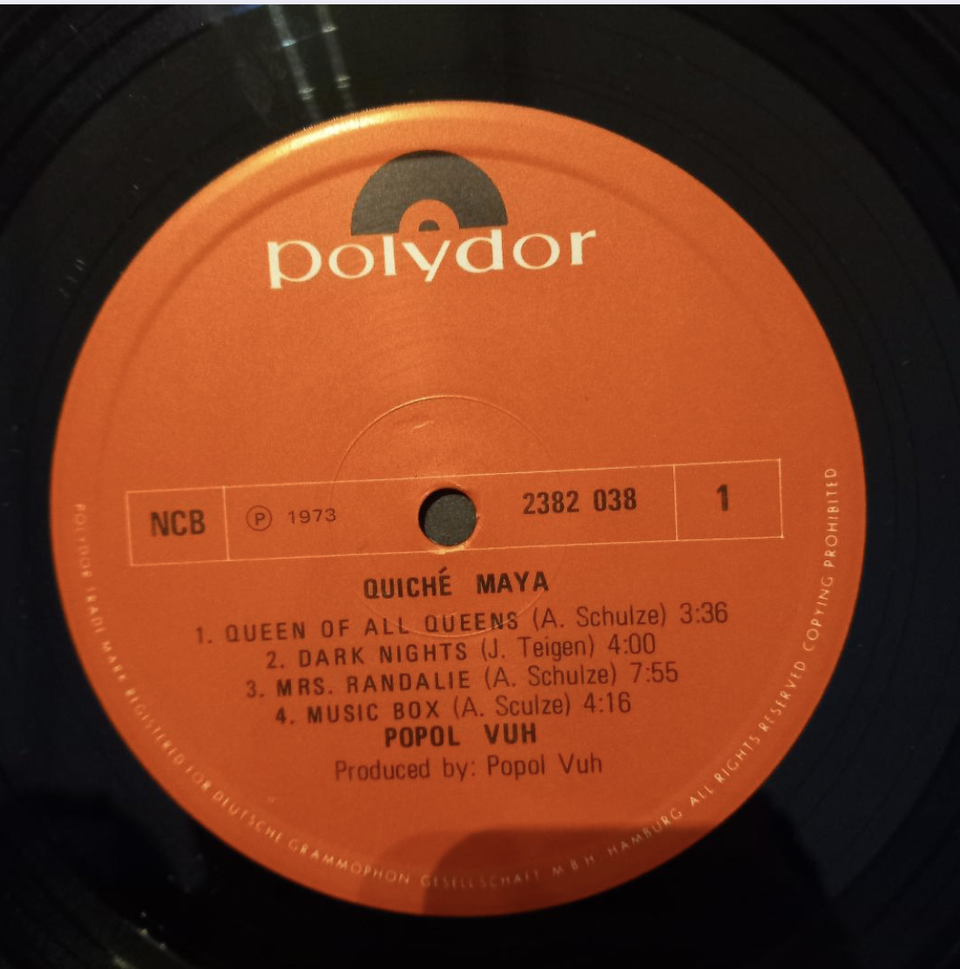 polydor
NCB ℗ 1973 2382 038 1
QUICHÉ MAYA
1. QUEEN OF ALL QUEENS (A. Schulze) 3:36
2. DARK NIGHTS (J. Teigen) 4:00
3. MRS. RANDALIE (A. Schulze) 7:55
4. MUSIC BOX (A. Sculze) 4:16
POPOL VUH
Produced by: Popol Vuh
POLYDOR TRADE MARK REGISTERED FOR DEUTSCHE GRAMMOPHON GESELLSCHAFT M B H HAMBURG ALL RIGHTS RESERVED COPYING PROHIBITED